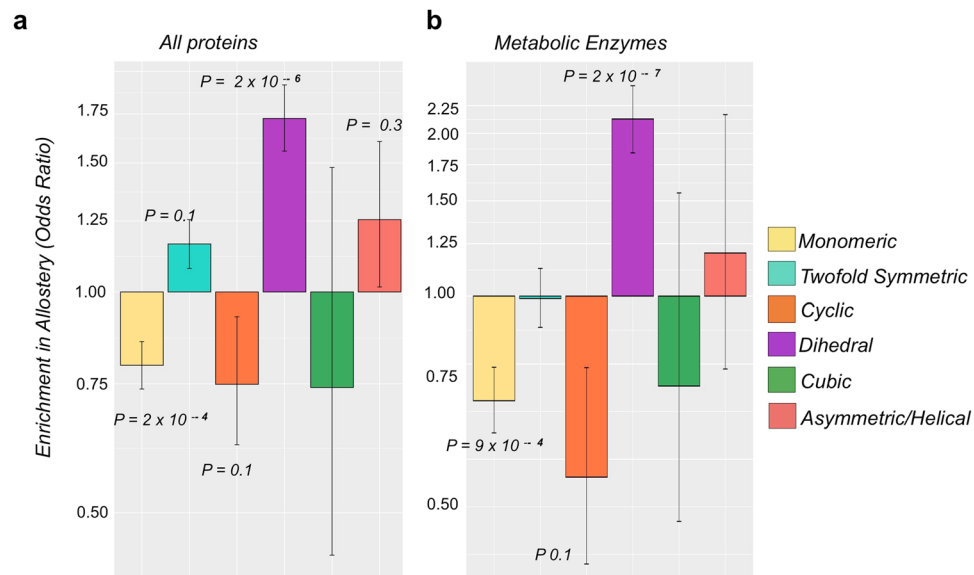 a
All proteins
Enrichment in Allostery (Odds Ratio)
1.75
1.50
1.25
1.00
0.75
0.50
P = 2 x 10⁻⁶
P = 0.3
P = 0.1
P = 2 x 10⁻⁴
P = 0.1
b
Metabolic Enzymes
2.25
2.00
1.75
1.50
1.25
1.00
0.75
0.50
P = 2 x 10⁻⁷
P = 9 x 10⁻⁴
P 0.1
Monomeric
Twofold Symmetric
Cyclic
Dihedral
Cubic
Asymmetric/Helical